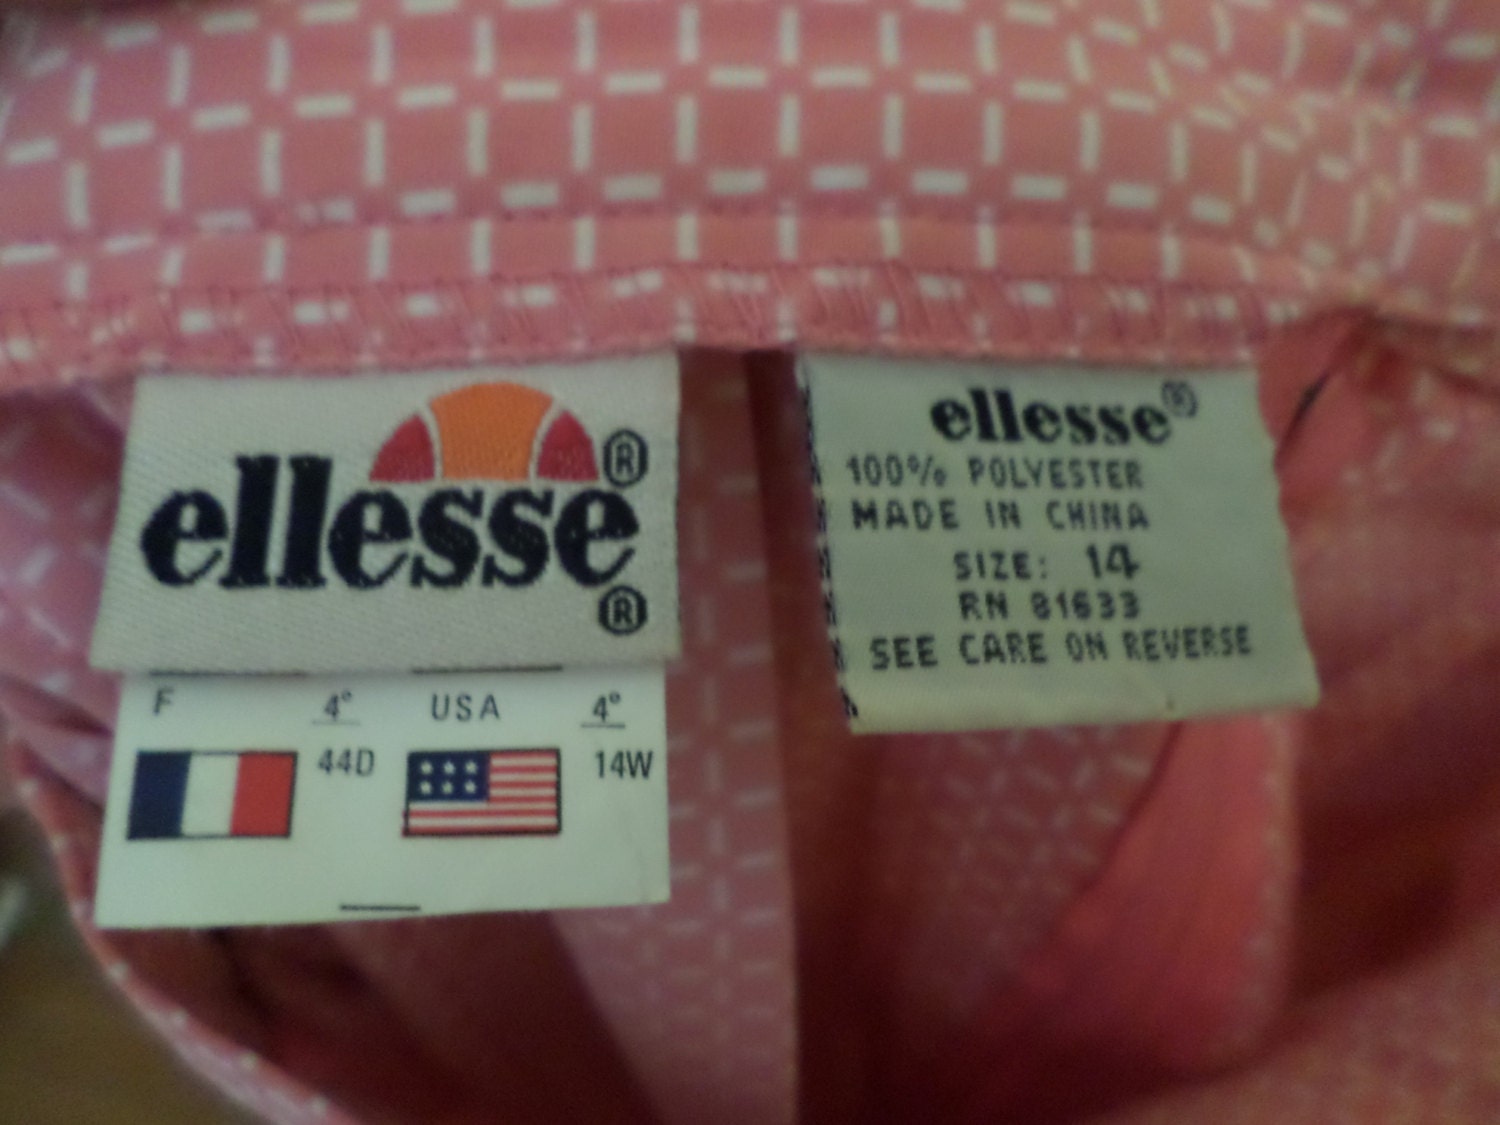 ellesse®
®
F 4° USA 4°
44D 14W
ellesse®
100% POLYESTER
MADE IN CHINA
SIZE: 14
RN 81633
SEE CARE ON REVERSE